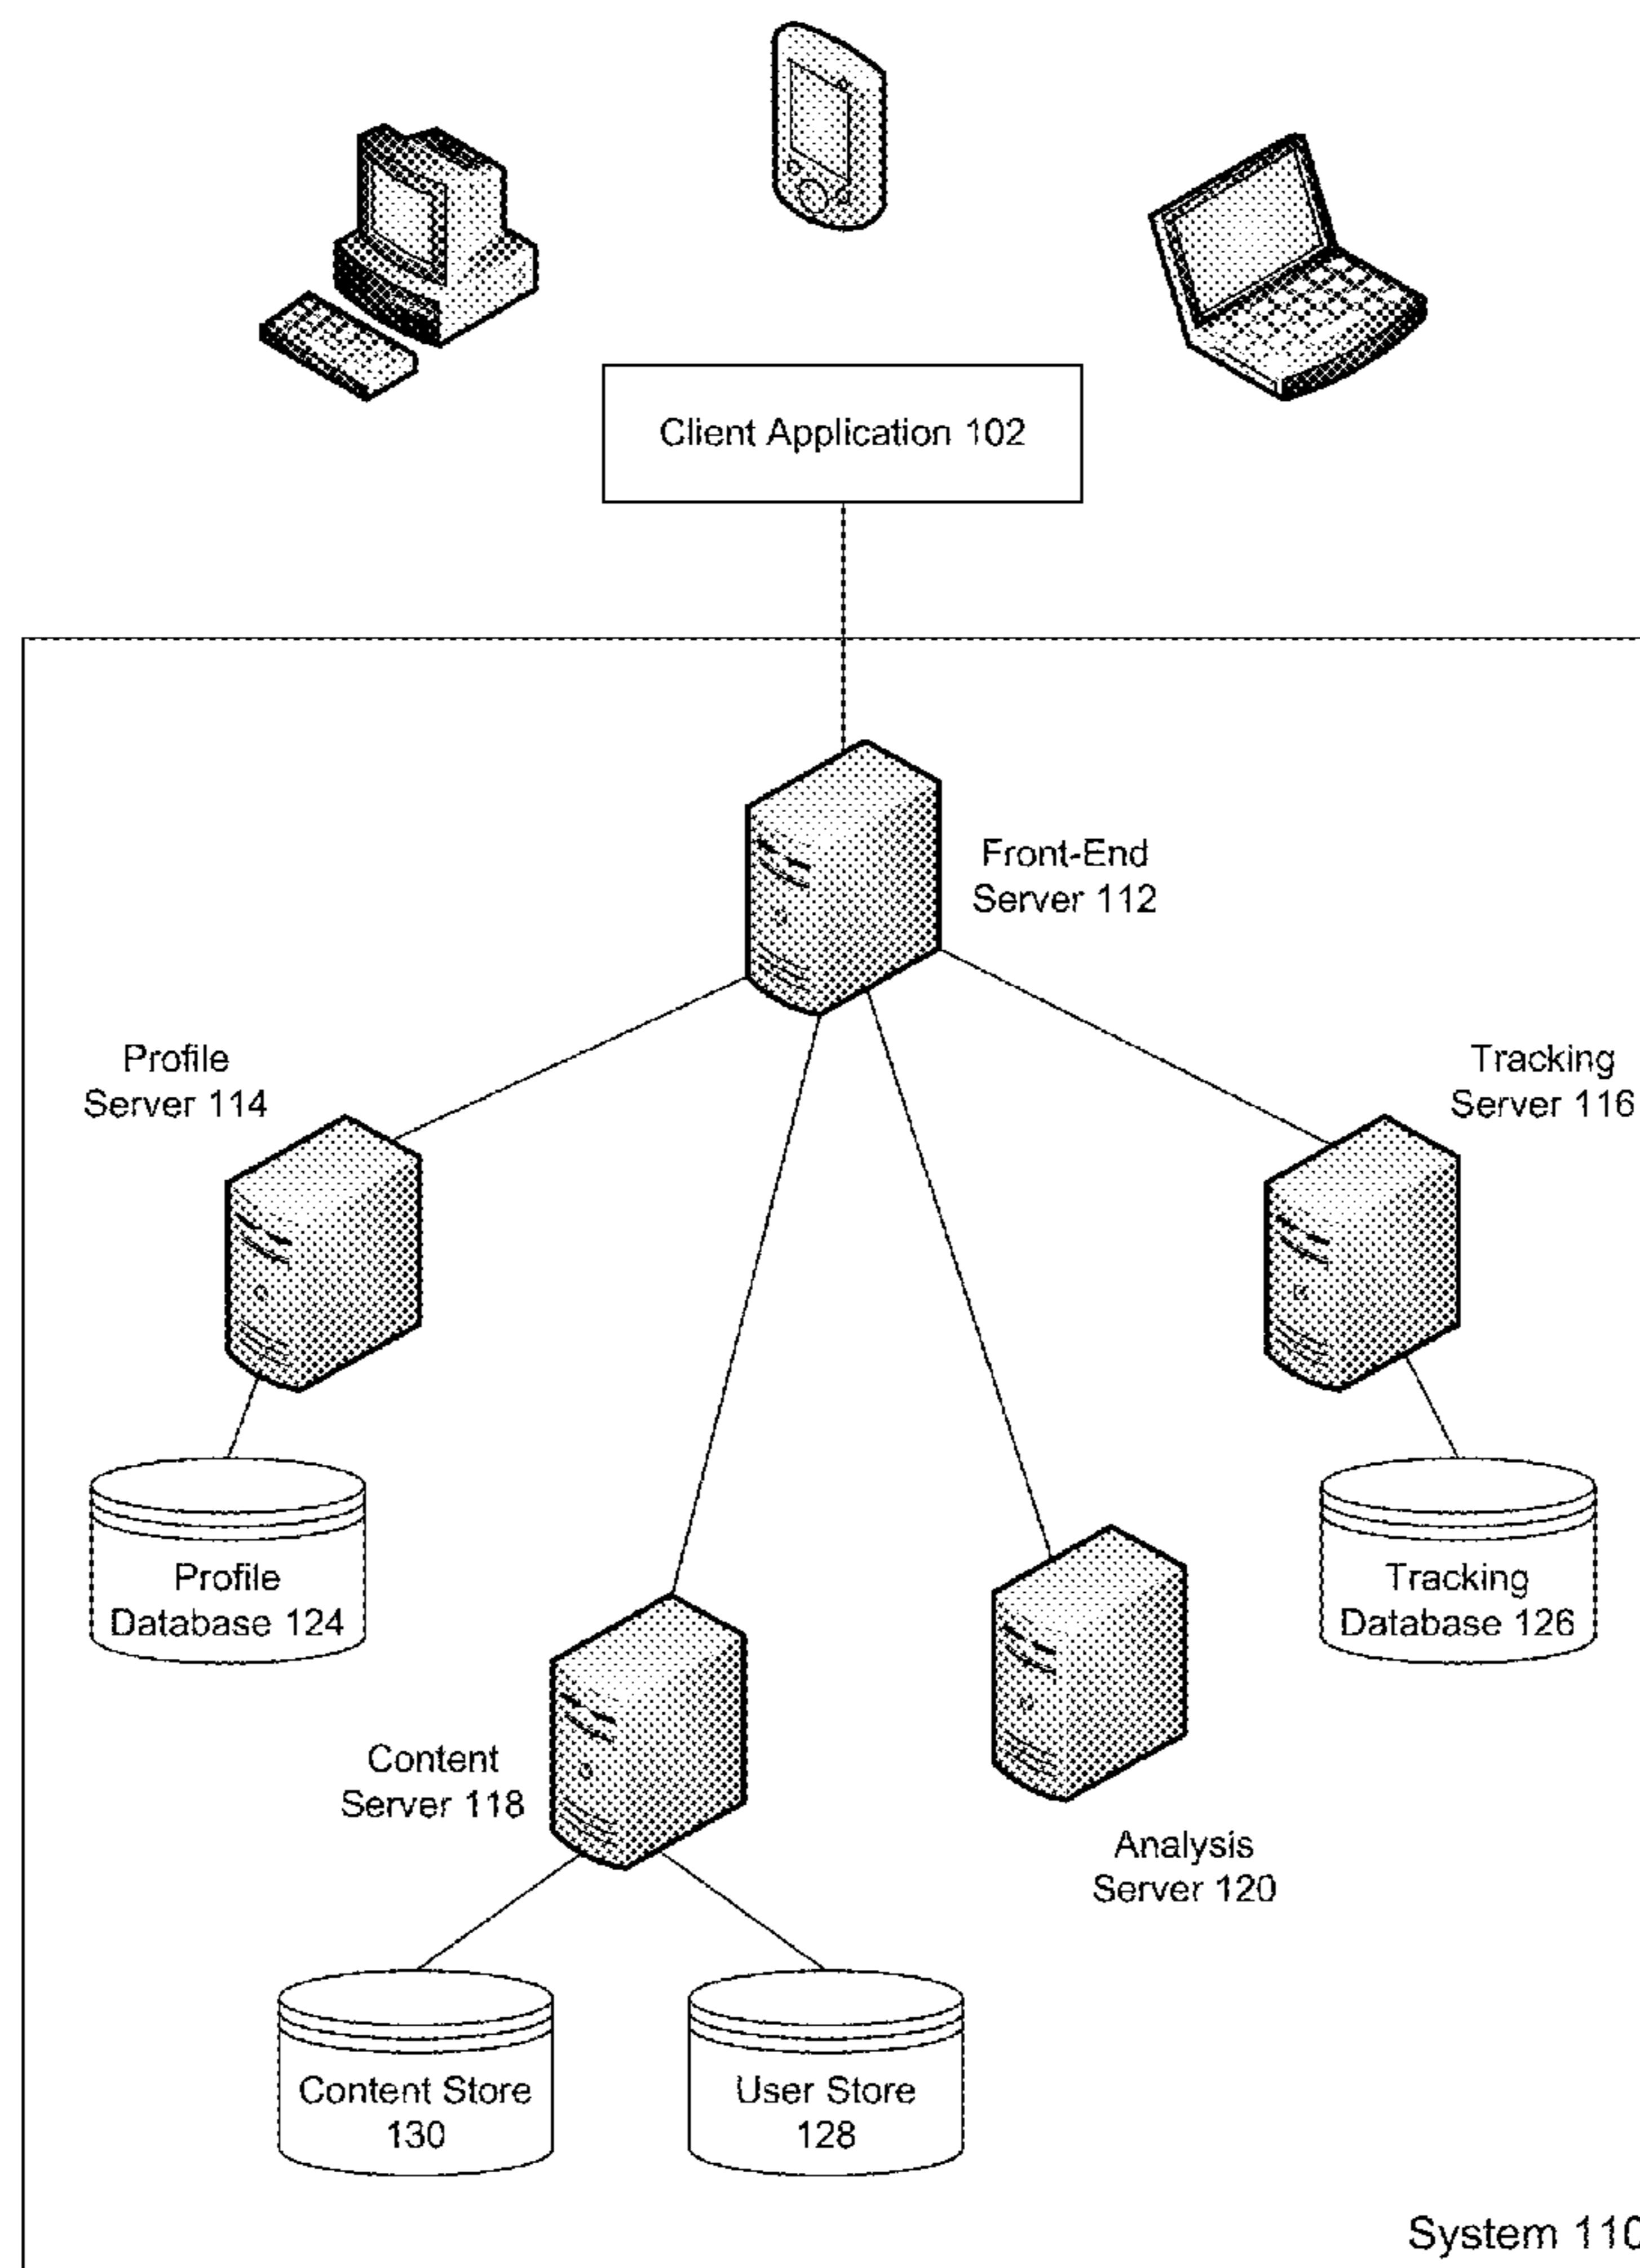 Client Application 102
Front-End
Server 112
Profile
Server 114
Tracking
Server 116
Profile
Database 124
Tracking
Database 126
Content
Server 118
Analysis
Server 120
Content Store
130
User Store
128
System 110